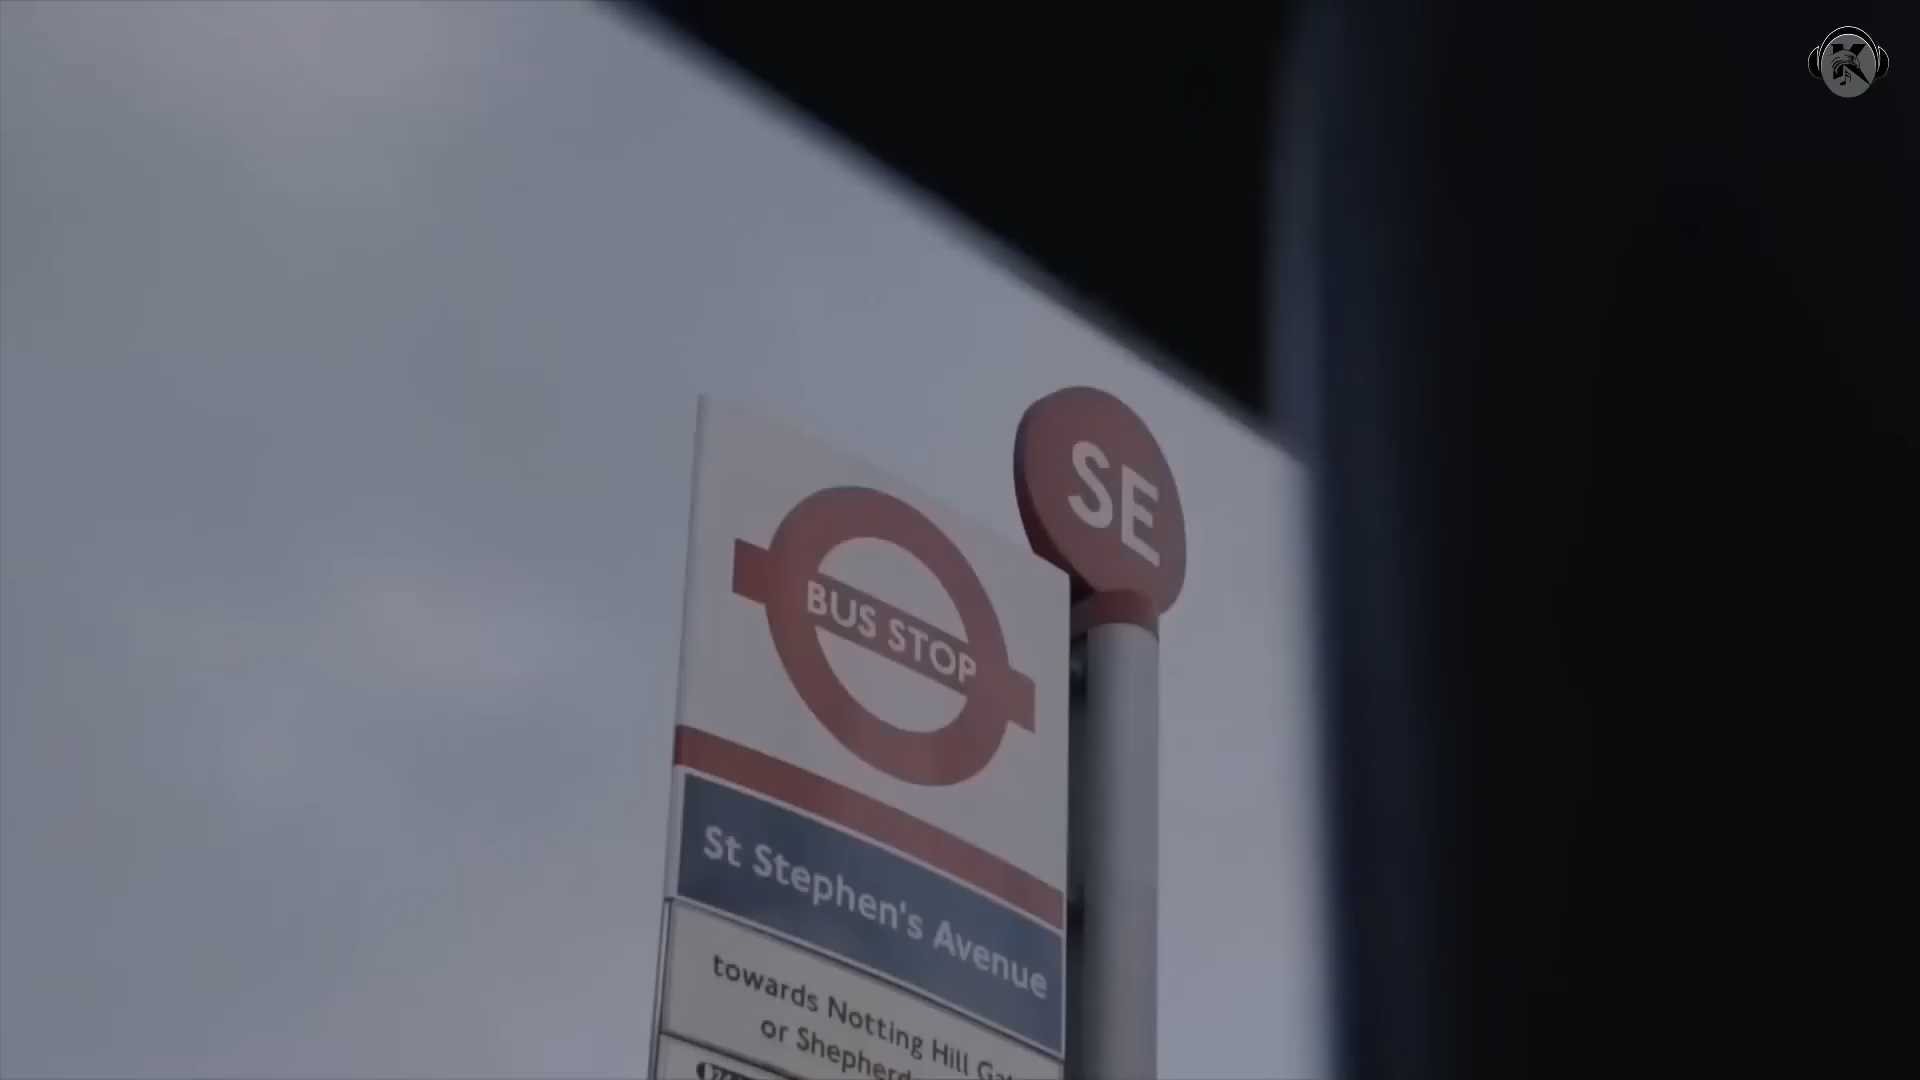 SE
BUS STOP
St Stephen's Avenue
towards Notting Hill
or